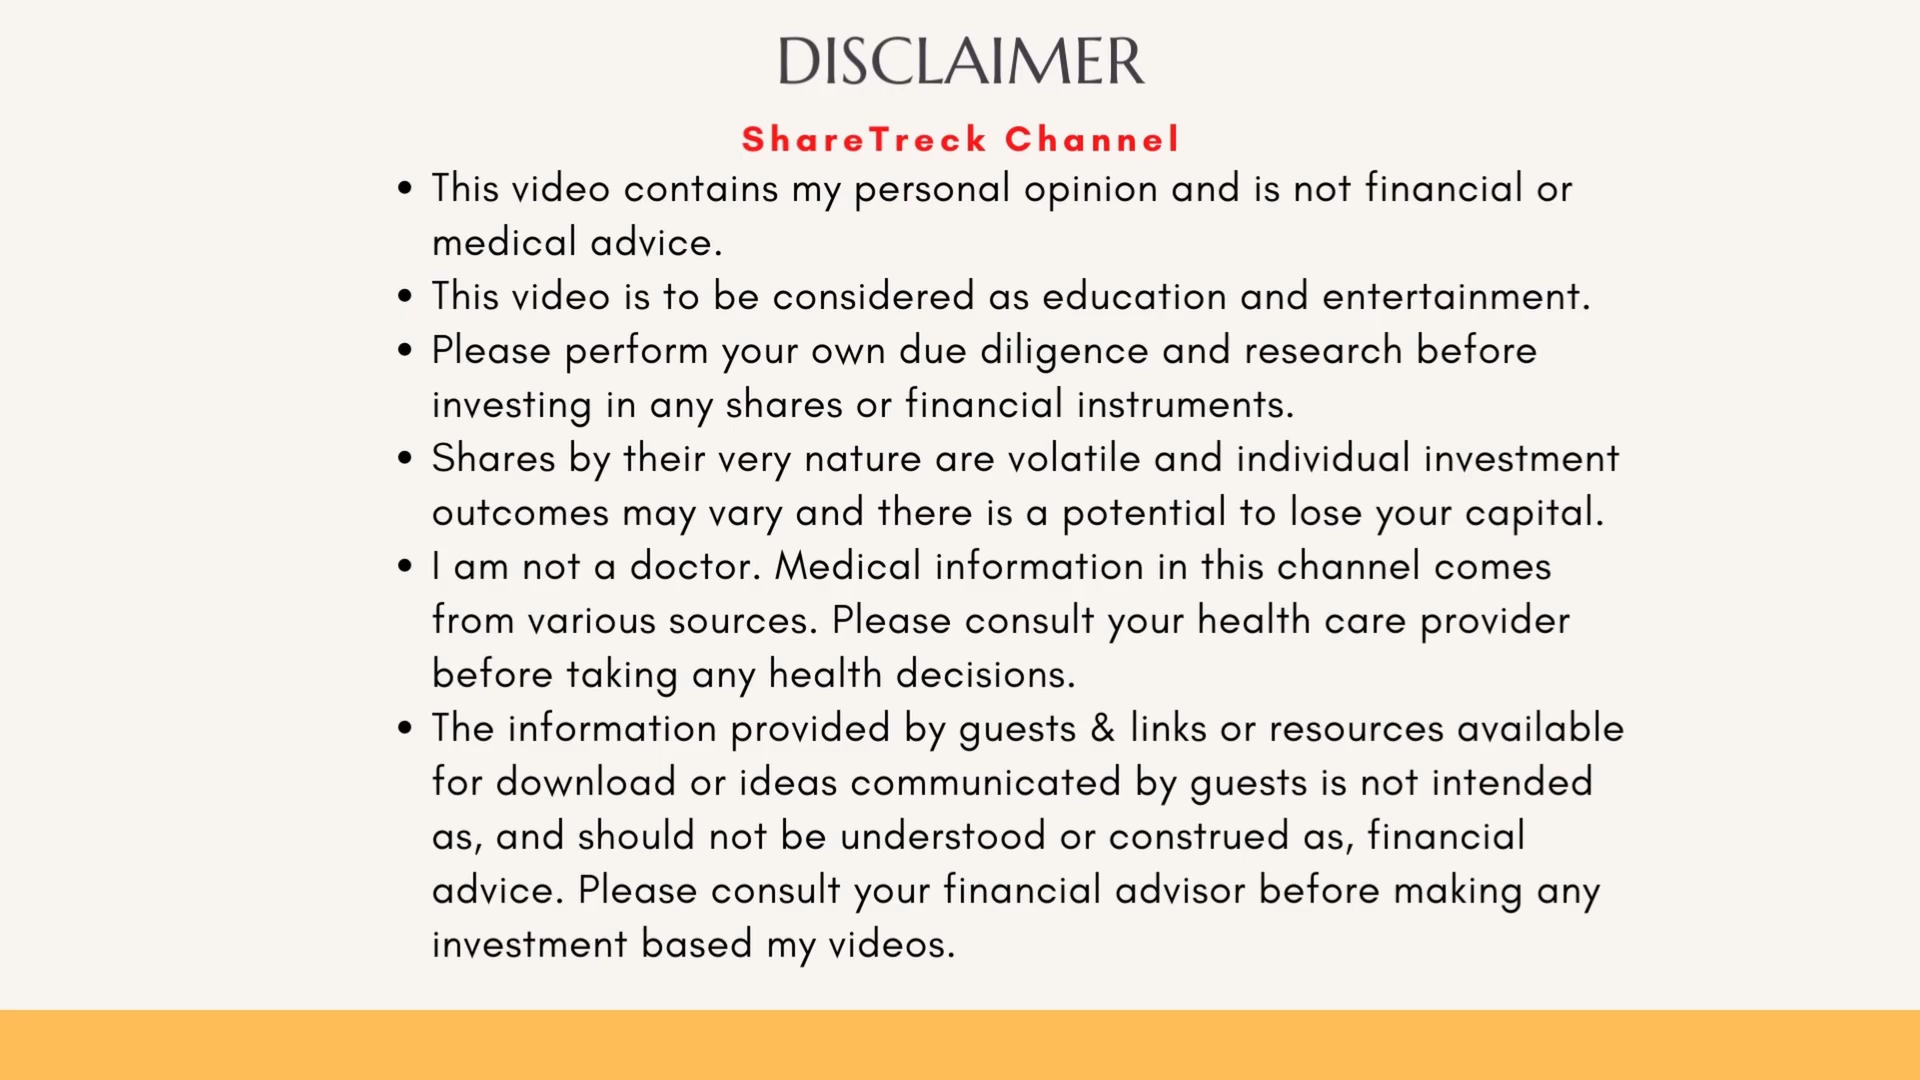 DISCLAIMER
ShareTreck Channel
• This video contains my personal opinion and is not financial or
medical advice.
• This video is to be considered as education and entertainment.
• Please perform your own due diligence and research before
investing in any shares or financial instruments.
• Shares by their very nature are volatile and individual investment
outcomes may vary and there is a potential to lose your capital.
• I am not a doctor. Medical information in this channel comes
from various sources. Please consult your health care provider
before taking any health decisions.
• The information provided by guests & links or resources available
for download or ideas communicated by guests is not intended
as, and should not be understood or construed as, financial
advice. Please consult your financial advisor before making any
investment based my videos.